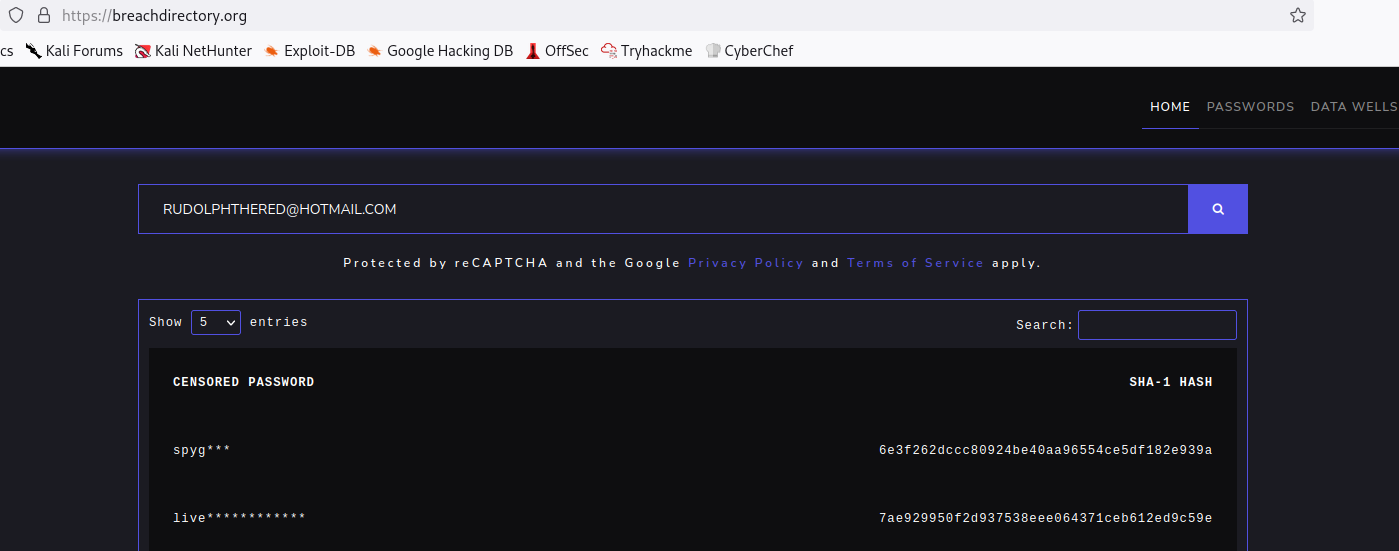 https://breachdirectory.org
cs Kali Forums Kali NetHunter Exploit-DB Google Hacking DB OffSec Tryhackme CyberChef
HOME PASSWORDS DATA WELLS
RUDOLPHTHERED@HOTMAIL.COM
Protected by reCAPTCHA and the Google Privacy Policy and Terms of Service apply.
Show 5 entries Search:
CENSORED PASSWORD SHA-1 HASH
spyg*** 6e3f262dccc80924be40aa96554ce5df182e939a
live************ 7ae929950f2d937538eee064371ceb612ed9c59e